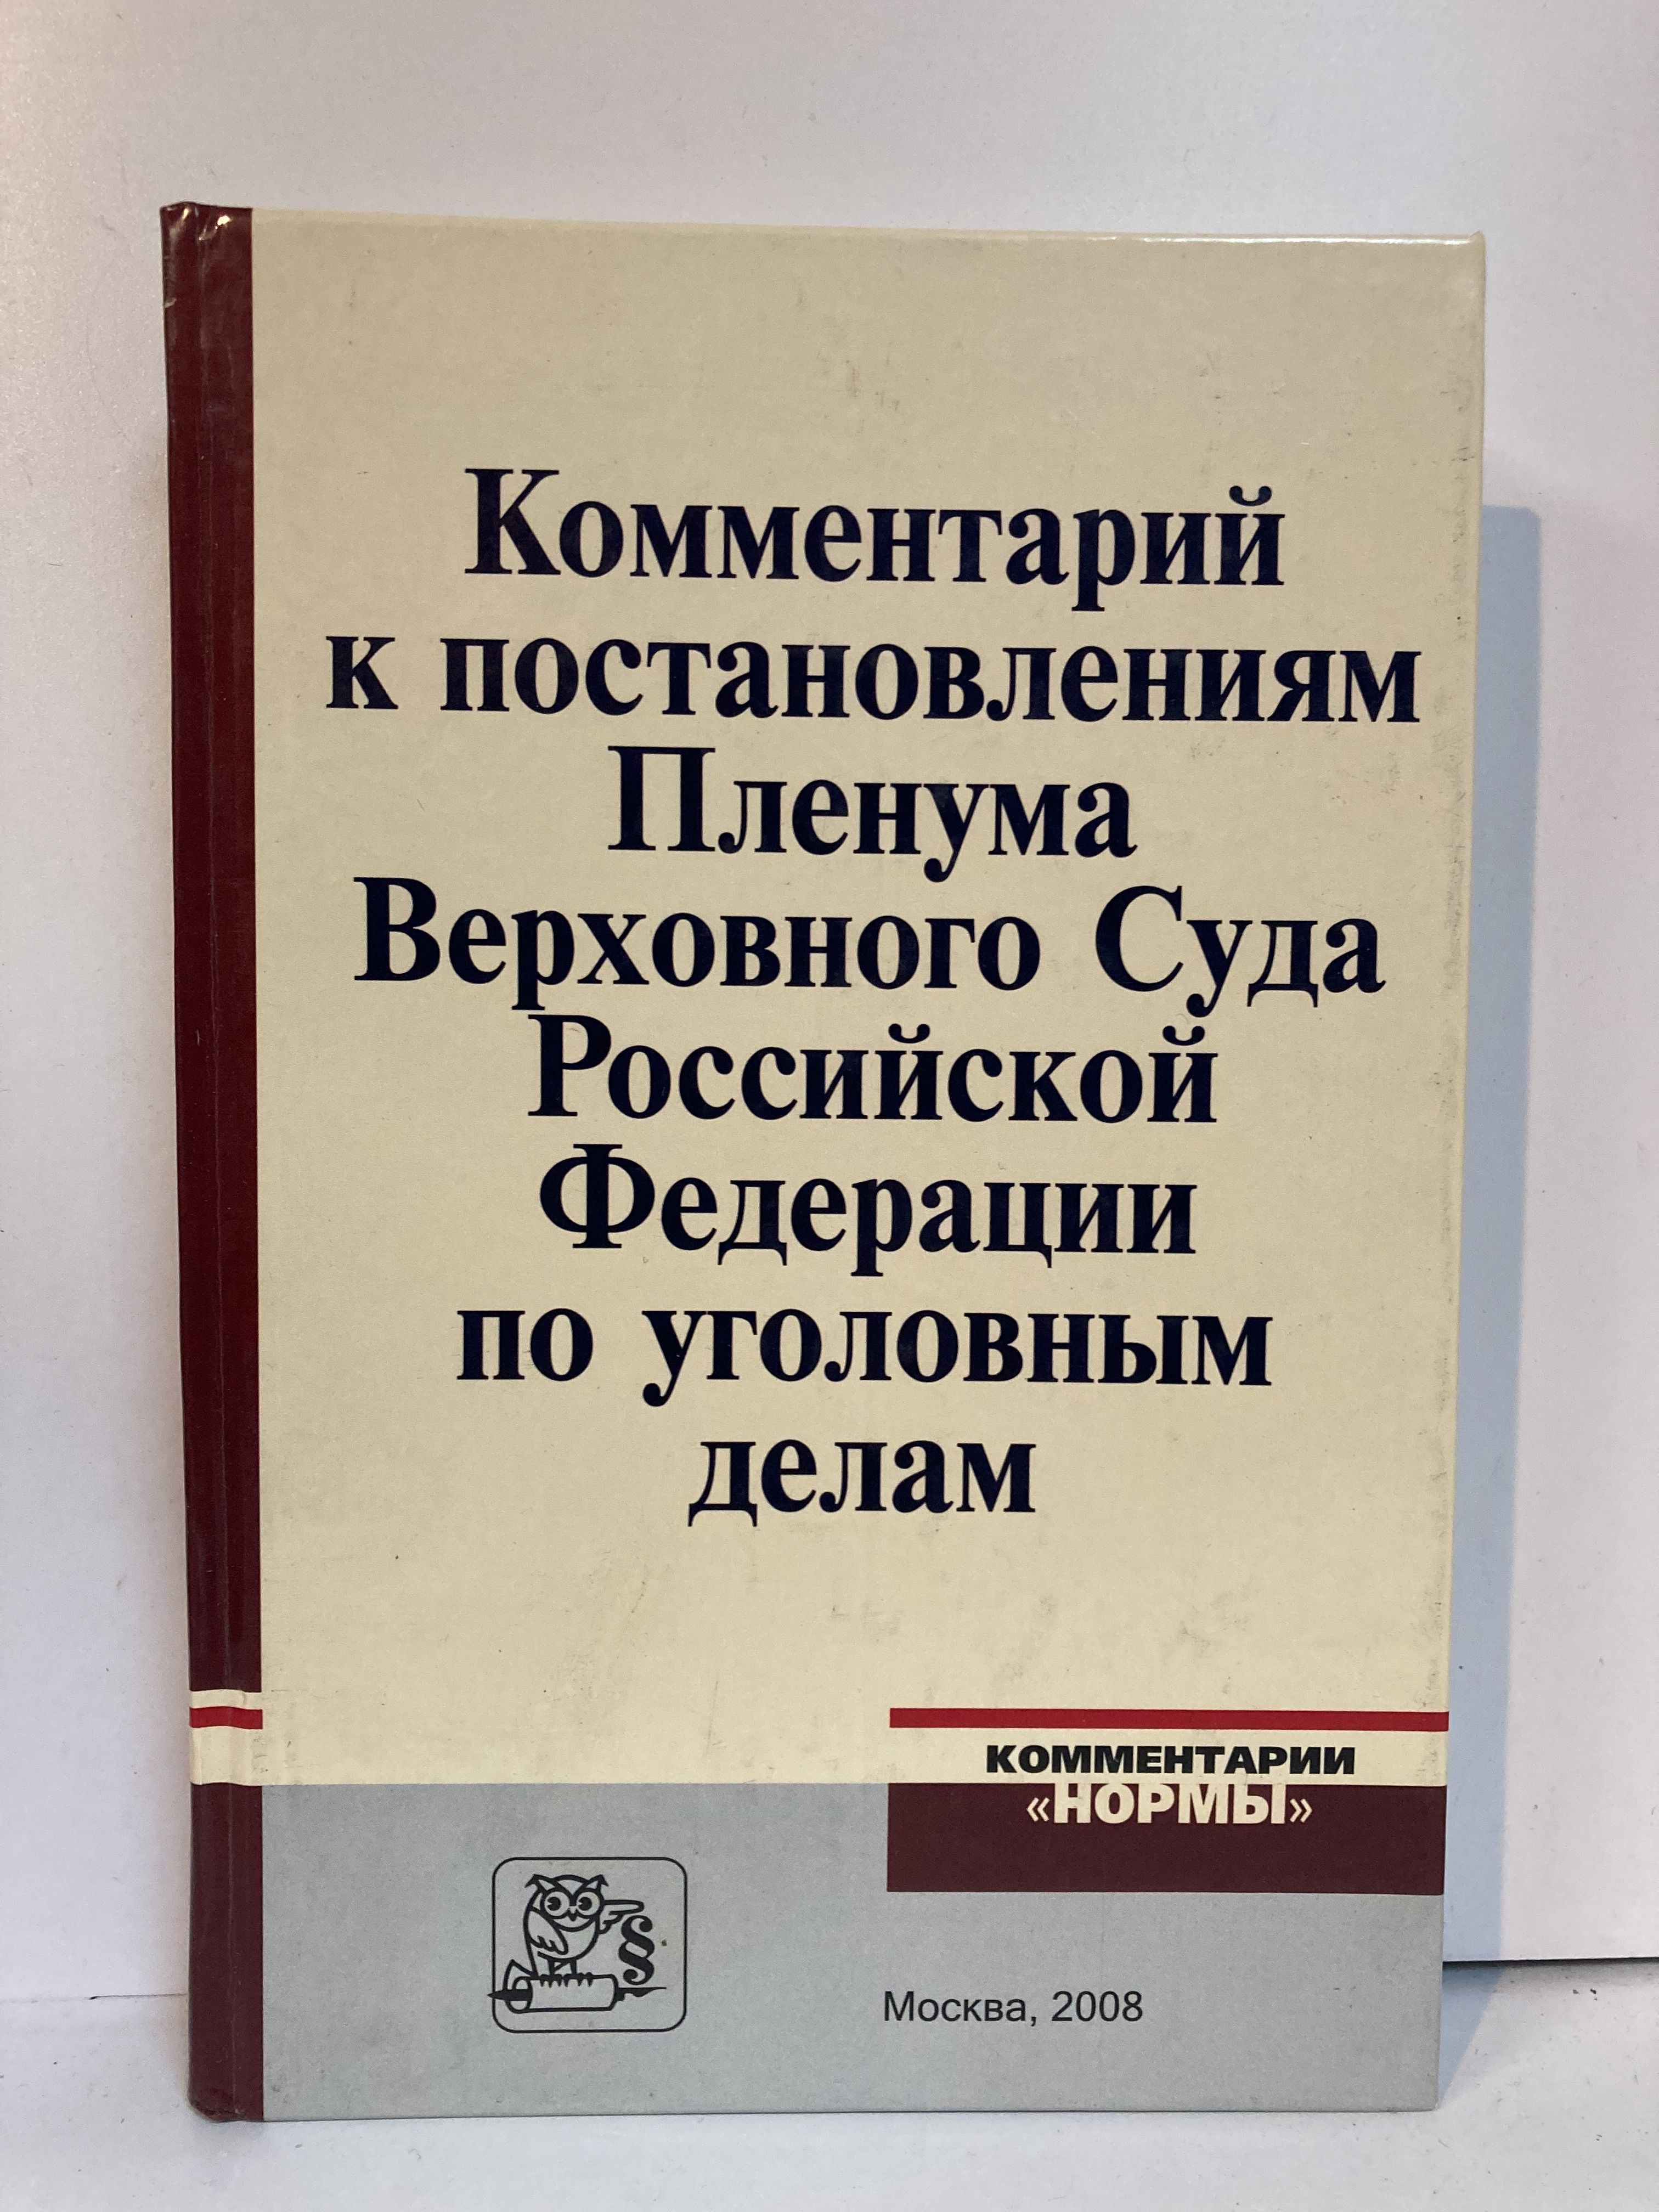 Комментарий
к постановлениям
Пленума
Верховного Суда
Российской
Федерации
по уголовным
делам
КОММЕНТАРИИ
«НОРМЫ»
§
Москва, 2008